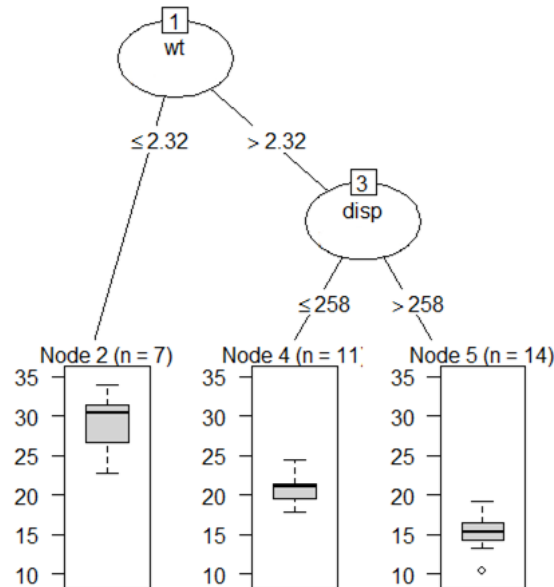 1
wt
≤2.32 >2.32
3
disp
≤258 >258
Node 2 (n = 7) Node 4 (n = 11) Node 5 (n = 14)
35 35 35
30 30 30
25 25 25
20 20 20
15 15 15
10 10 10